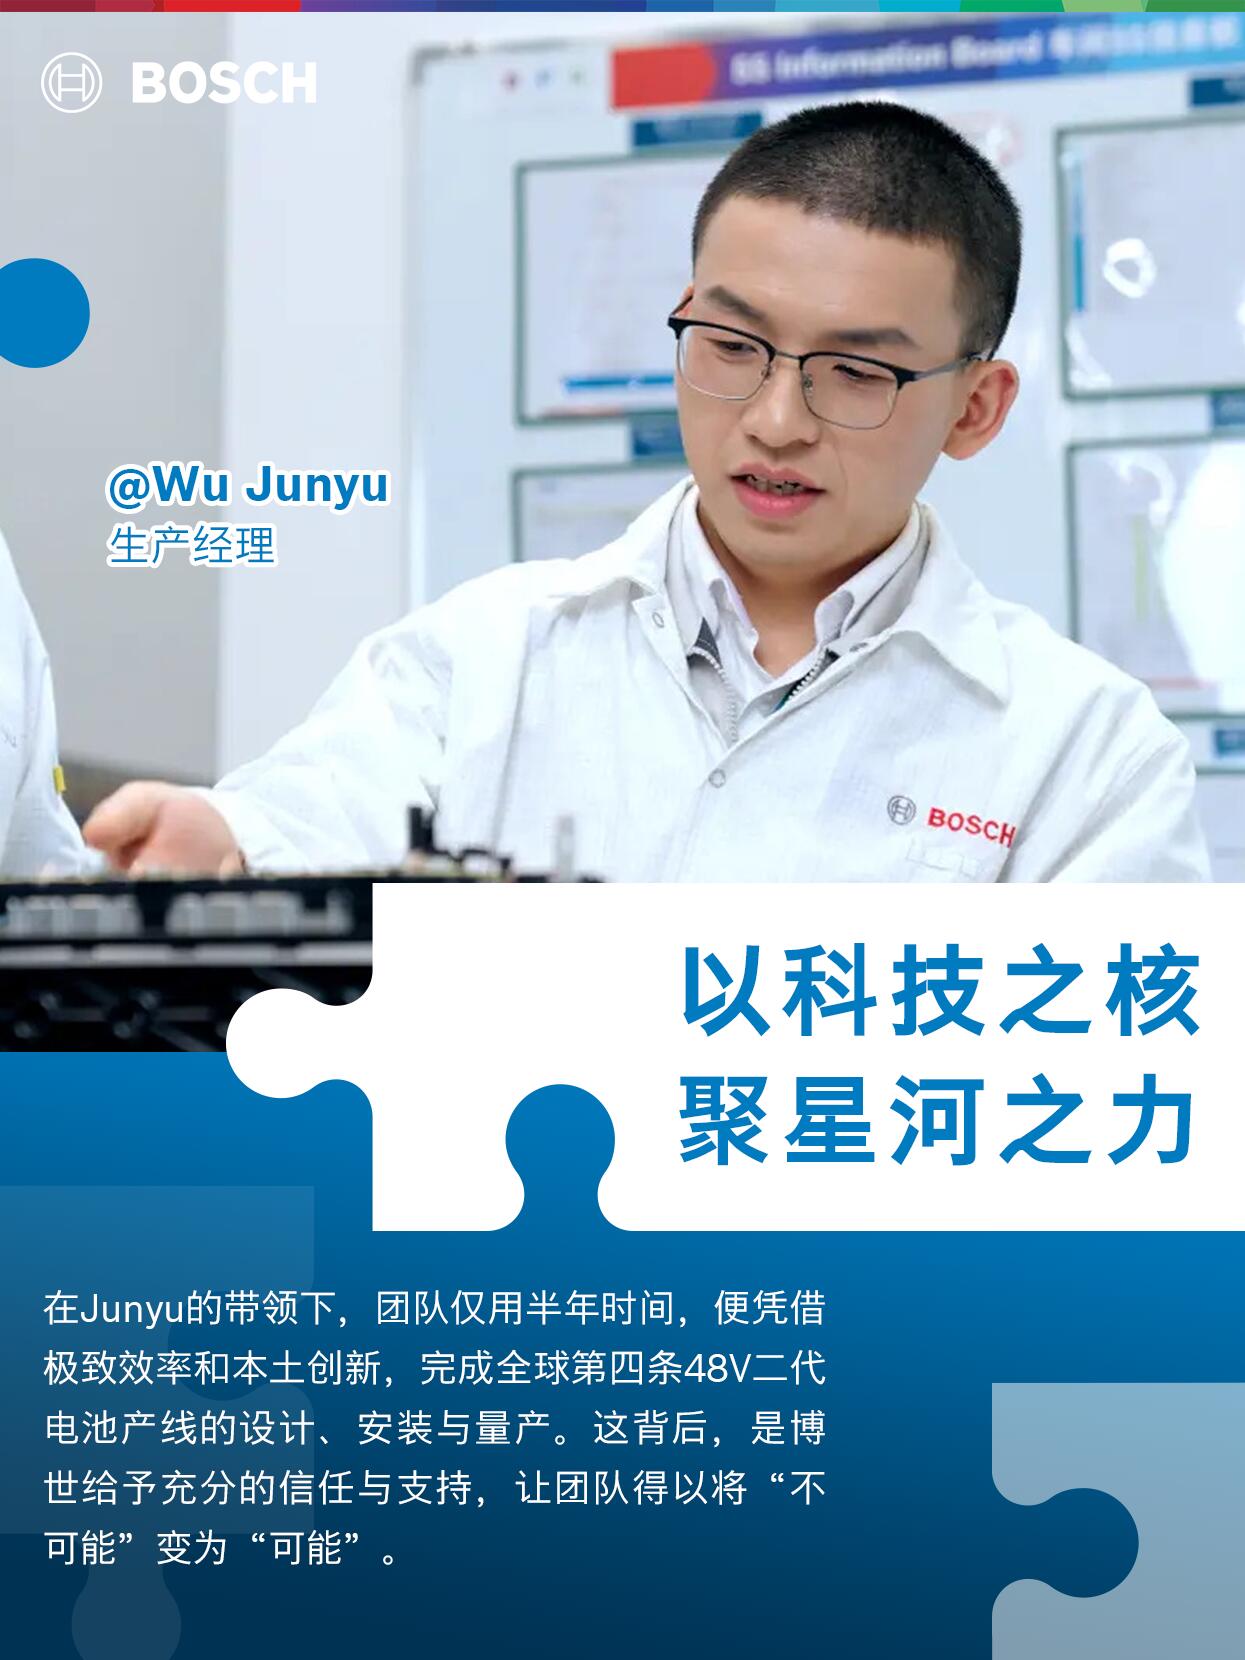 BOSCH
5S Information Board
@Wu Junyu
生产经理
BOSCH
以科技之核
聚星河之力
在Junyu的带领下，团队仅用半年时间，便凭借
极致效率和本土创新，完成全球第四条48V二代
电池产线的设计、安装与量产。这背后，是博
世给予充分的信任与支持，让团队得以将“不
可能”变为“可能”。